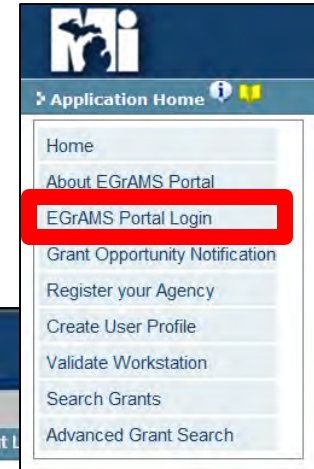 Mi
Application Home
Home
About EGrAMS Portal
EGrAMS Portal Login
Grant Opportunity Notification
Register your Agency
Create User Profile
Validate Workstation
Search Grants
Advanced Grant Search